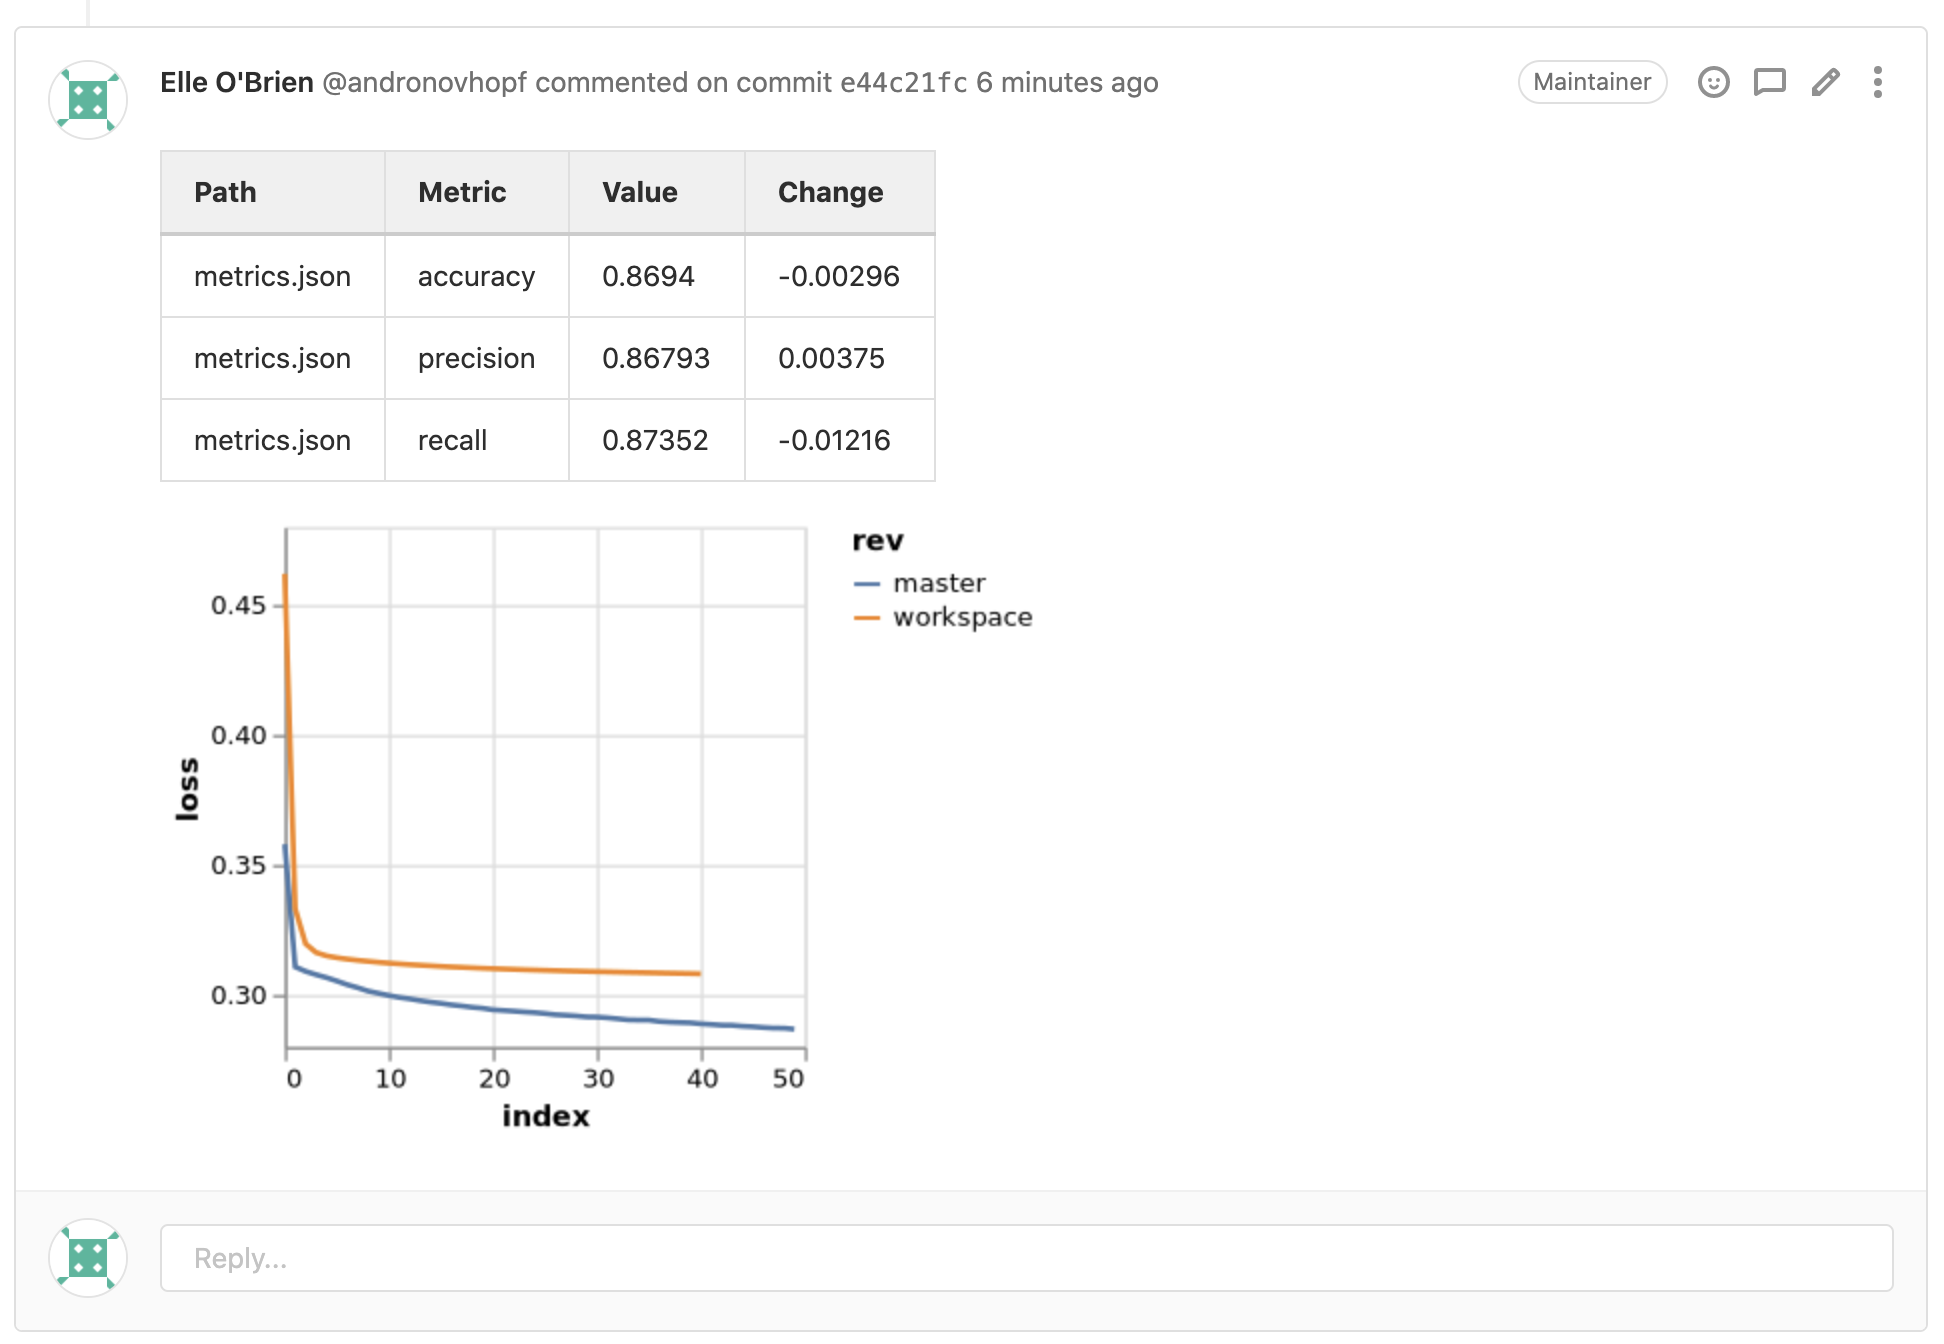 Elle O'Brien @andronovhopf commented on commit e44c21fc 6 minutes ago
Maintainer
Path Metric Value Change
metrics.json accuracy 0.8694 -0.00296
metrics.json precision 0.86793 0.00375
metrics.json recall 0.87352 -0.01216
rev
master
workspace
0.45
0.40
0.35
0.30
loss
0 10 20 30 40 50
index
Reply...